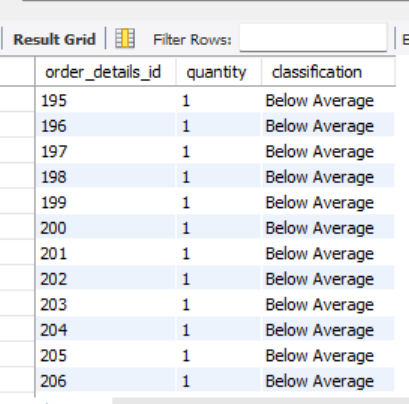 Result Grid Filter Rows: E
order_details_id quantity classification
195 1 Below Average
196 1 Below Average
197 1 Below Average
198 1 Below Average
199 1 Below Average
200 1 Below Average
201 1 Below Average
202 1 Below Average
203 1 Below Average
204 1 Below Average
205 1 Below Average
206 1 Below Average